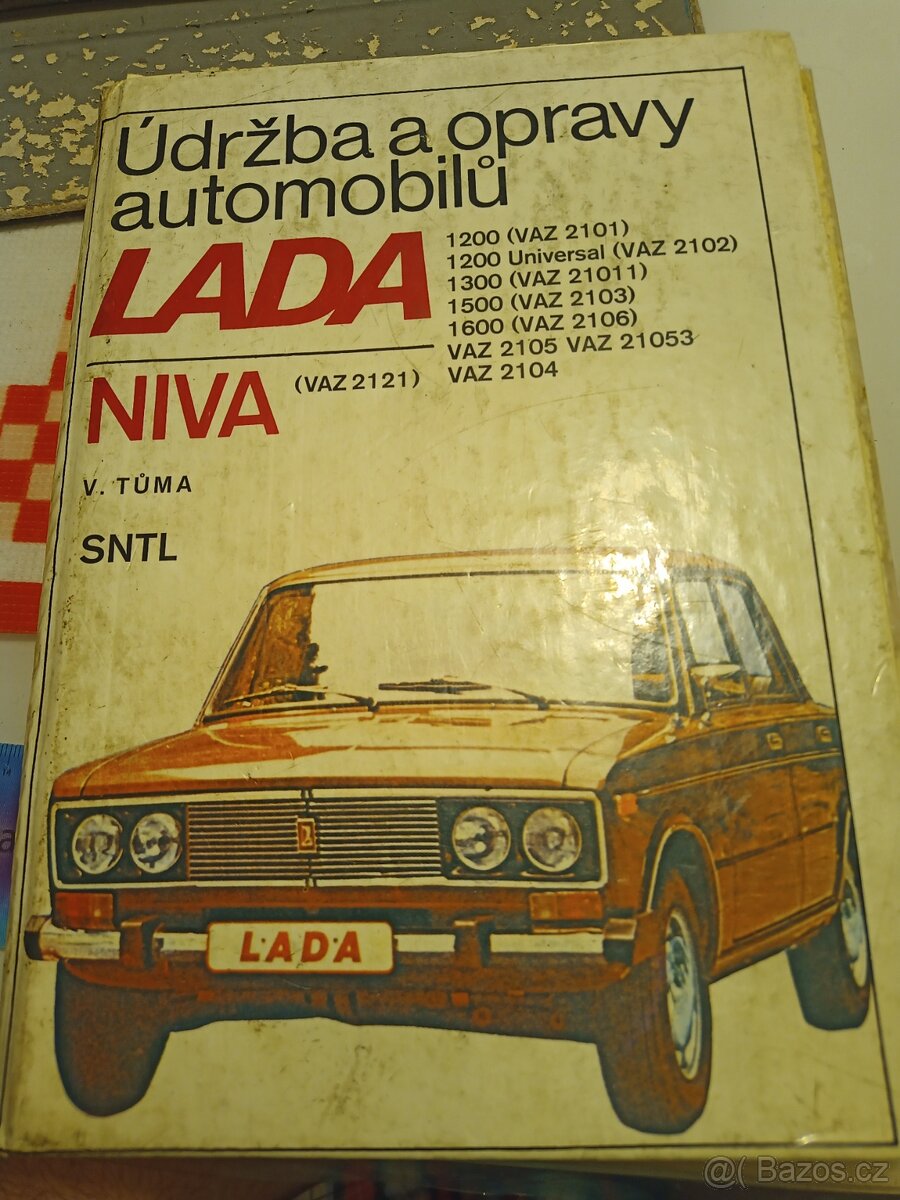 Údržba a opravy
automobilů
LADA
1200 (VAZ 2101)
1200 Universal (VAZ 2102)
1300 (VAZ 21011)
1500 (VAZ 2103)
1600 (VAZ 2106)
VAZ 2105 VAZ 21053
VAZ 2104
NIVA (VAZ 2121)
V. TŮMA
SNTL
L·A·D·A
14
a
@( Bazos.cz